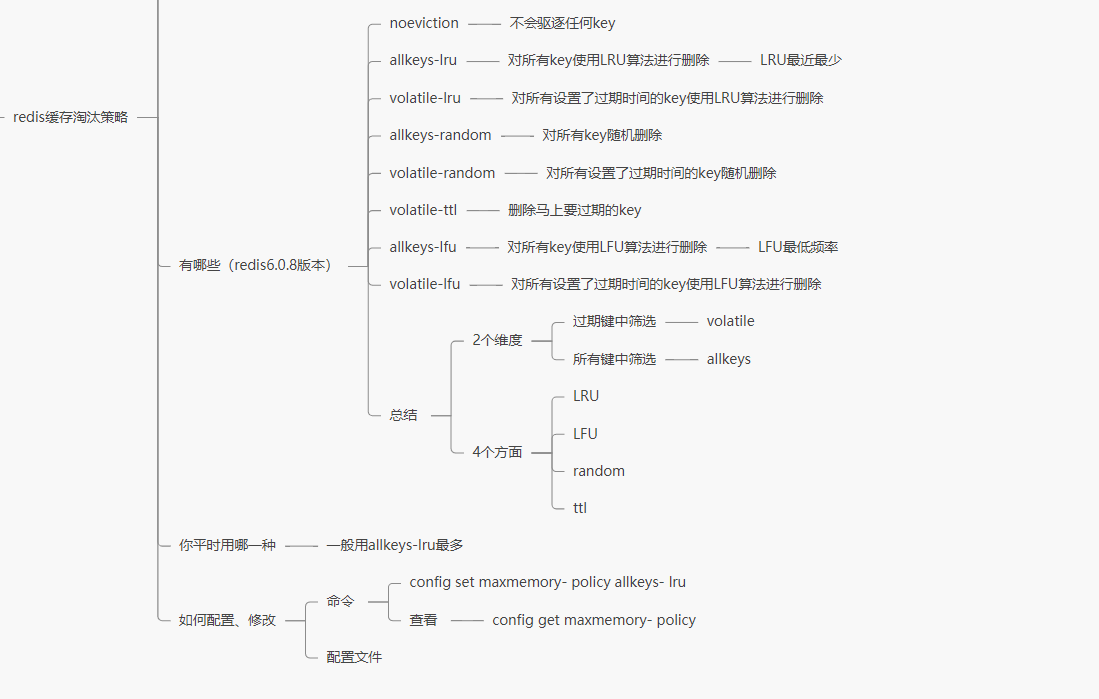 redis缓存淘汰策略
有哪些（redis6.0.8版本）
noeviction 不会驱逐任何key
allkeys-lru 对所有key使用LRU算法进行删除 LRU最近最少
volatile-lru 对所有设置了过期时间的key使用LRU算法进行删除
allkeys-random 对所有key随机删除
volatile-random 对所有设置了过期时间的key随机删除
volatile-ttl 删除马上要过期的key
allkeys-lfu 对所有key使用LFU算法进行删除 LFU最低频率
volatile-lfu 对所有设置了过期时间的key使用LFU算法进行删除
总结
2个维度
过期键中筛选 volatile
所有键中筛选 allkeys
4个方面
LRU
LFU
random
ttl
你平时用哪一种 一般用allkeys-lru最多
如何配置、修改
命令
config set maxmemory- policy allkeys- lru
查看 config get maxmemory- policy
配置文件